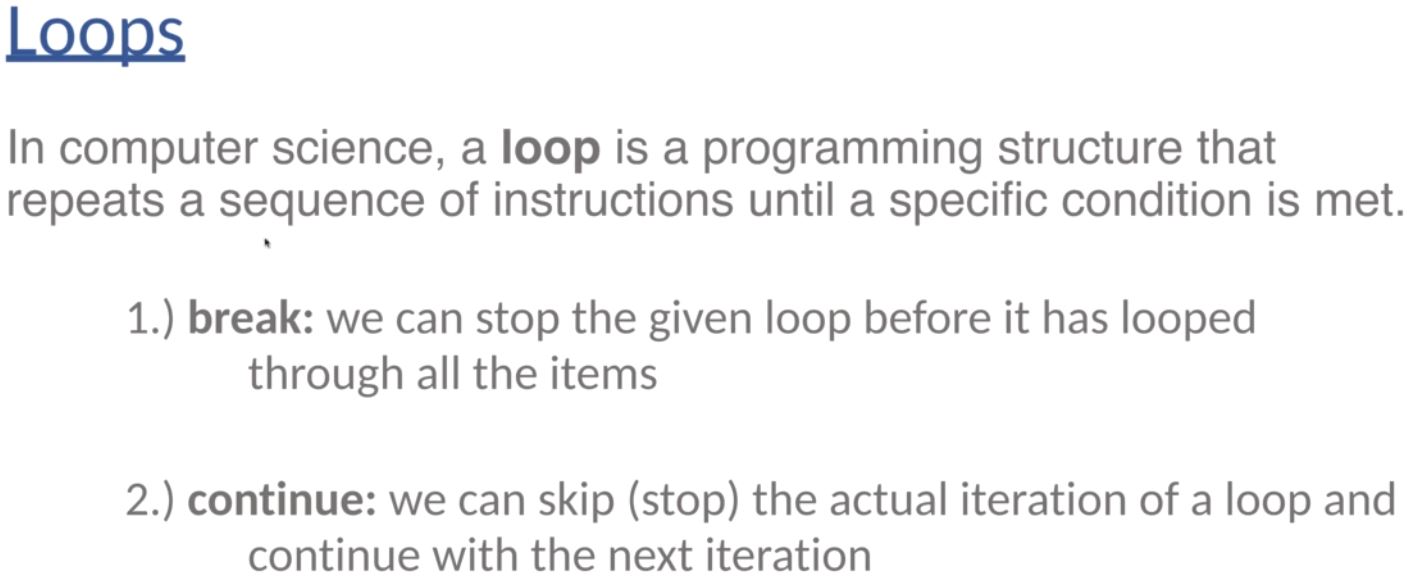 Loops
In computer science, a loop is a programming structure that
repeats a sequence of instructions until a specific condition is met.
1.) break: we can stop the given loop before it has looped
through all the items
2.) continue: we can skip (stop) the actual iteration of a loop and
continue with the next iteration